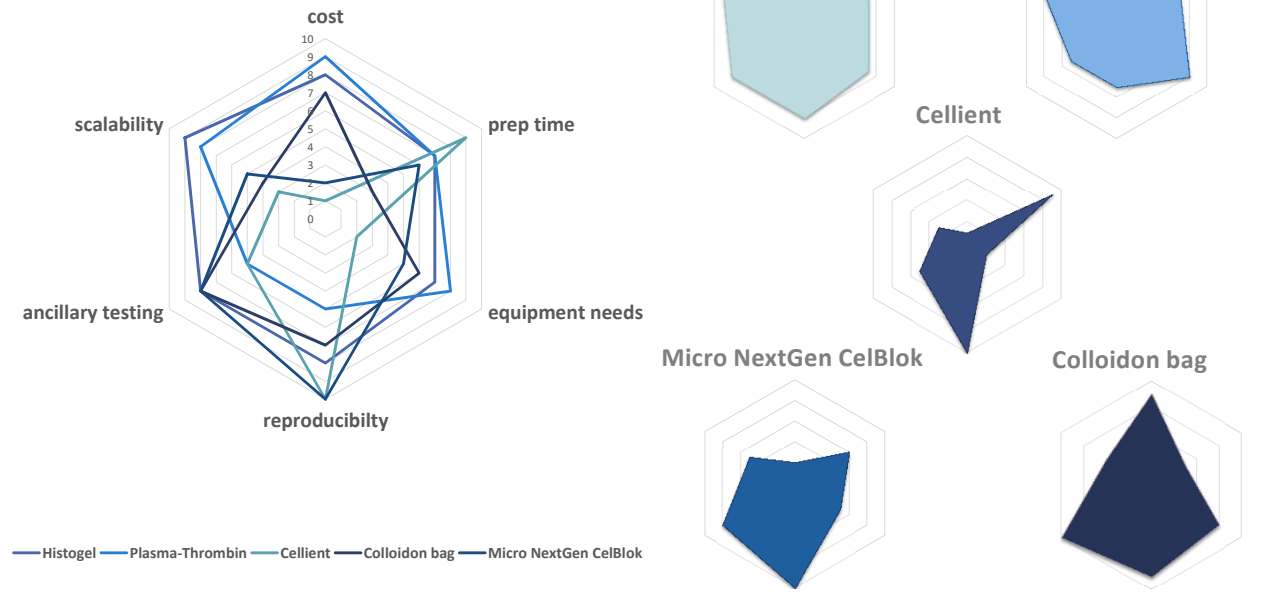 cost
10
9
8
7
6
5
4
3
2
1
0
scalability
prep time
ancillary testing
equipment needs
reproducibilty
Histogel Plasma-Thrombin Cellient Colloidon bag Micro NextGen CelBlok
Cellient
Micro NextGen CelBlok
Colloidon bag